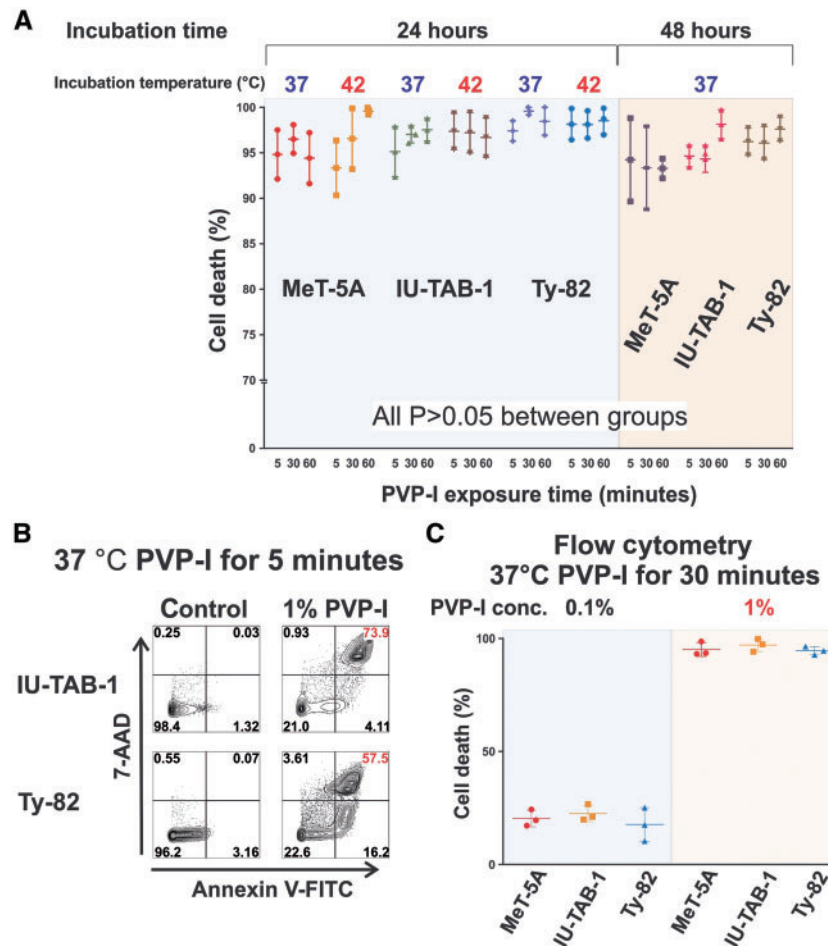 A
Incubation time 24 hours 48 hours
Incubation temperature (°C) 37 42 37 42 37 42 37
Cell death (%)
100
95
90
85
80
75
70
0
MeT-5A IU-TAB-1 Ty-82 MeT-5A IU-TAB-1 Ty-82
All P>0.05 between groups
5 30 60 5 30 60 5 30 60 5 30 60 5 30 60 5 30 60 5 30 60 5 30 60 5 30 60
PVP-I exposure time (minutes)
B
37 °C PVP-I for 5 minutes
Control 1% PVP-I
7-AAD
IU-TAB-1
0.25 0.03 0.93 73.9
98.4 1.32 21.0 4.11
Ty-82
0.55 0.07 3.61 57.5
96.2 3.16 22.6 16.2
Annexin V-FITC
C
Flow cytometry
37°C PVP-I for 30 minutes
PVP-I conc. 0.1% 1%
Cell death (%)
100
50
0
MeT-5A IU-TAB-1 Ty-82 MeT-5A IU-TAB-1 Ty-82